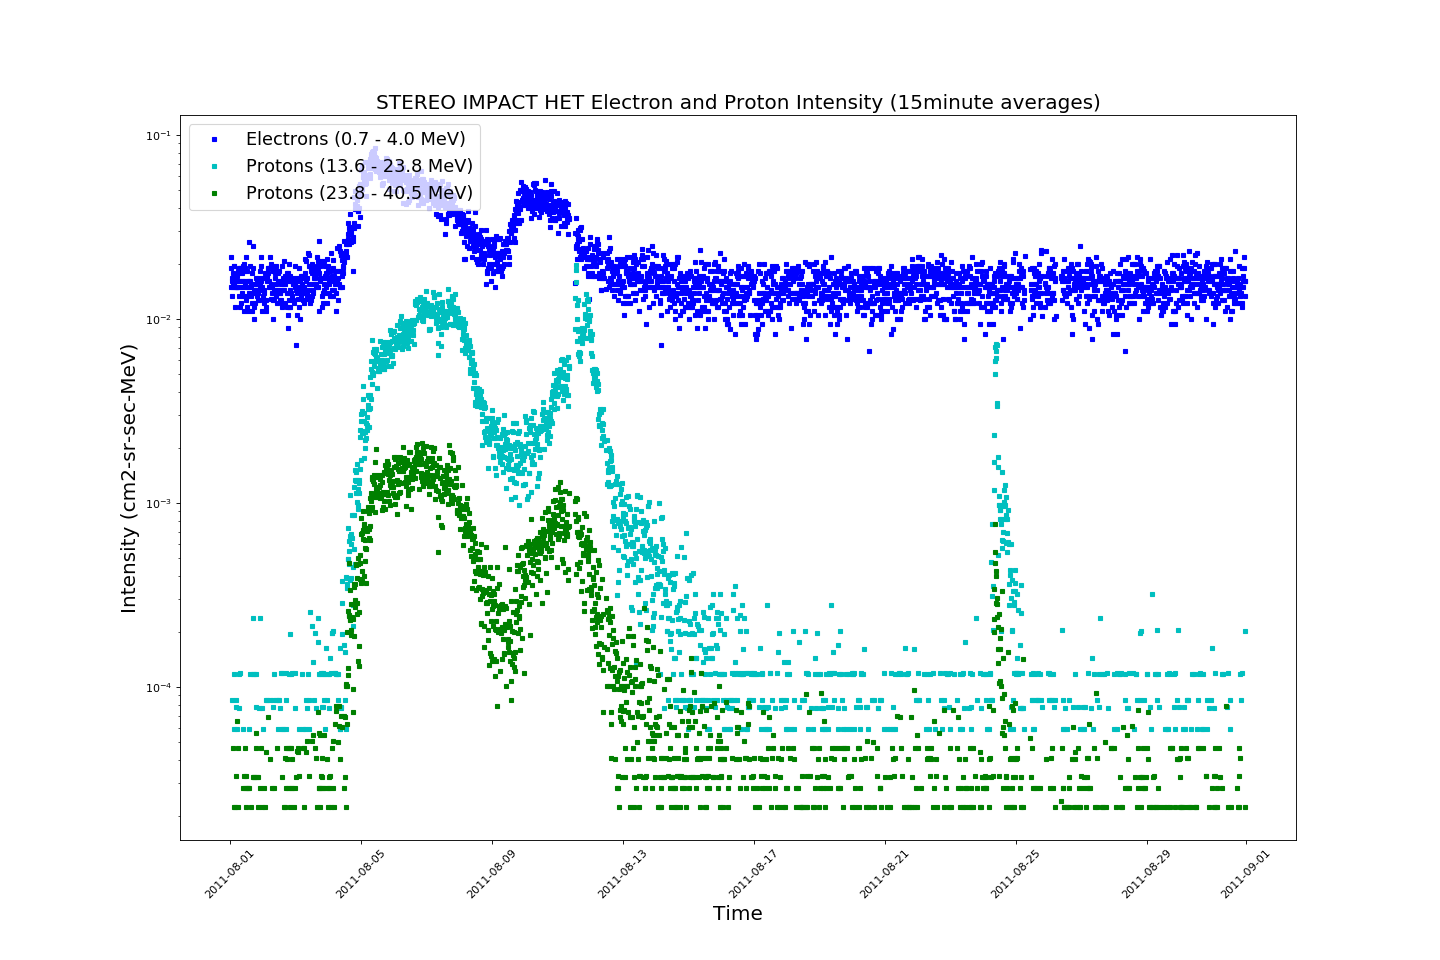 STEREO IMPACT HET Electron and Proton Intensity (15minute averages)
Electrons (0.7 - 4.0 MeV)
Protons (13.6 - 23.8 MeV)
Protons (23.8 - 40.5 MeV)
Intensity (cm2-sr-sec-MeV)
10⁻¹
10⁻²
10⁻³
10⁻⁴
2011-08-01
2011-08-05
2011-08-09
2011-08-13
2011-08-17
2011-08-21
2011-08-25
2011-08-29
2011-09-01
Time